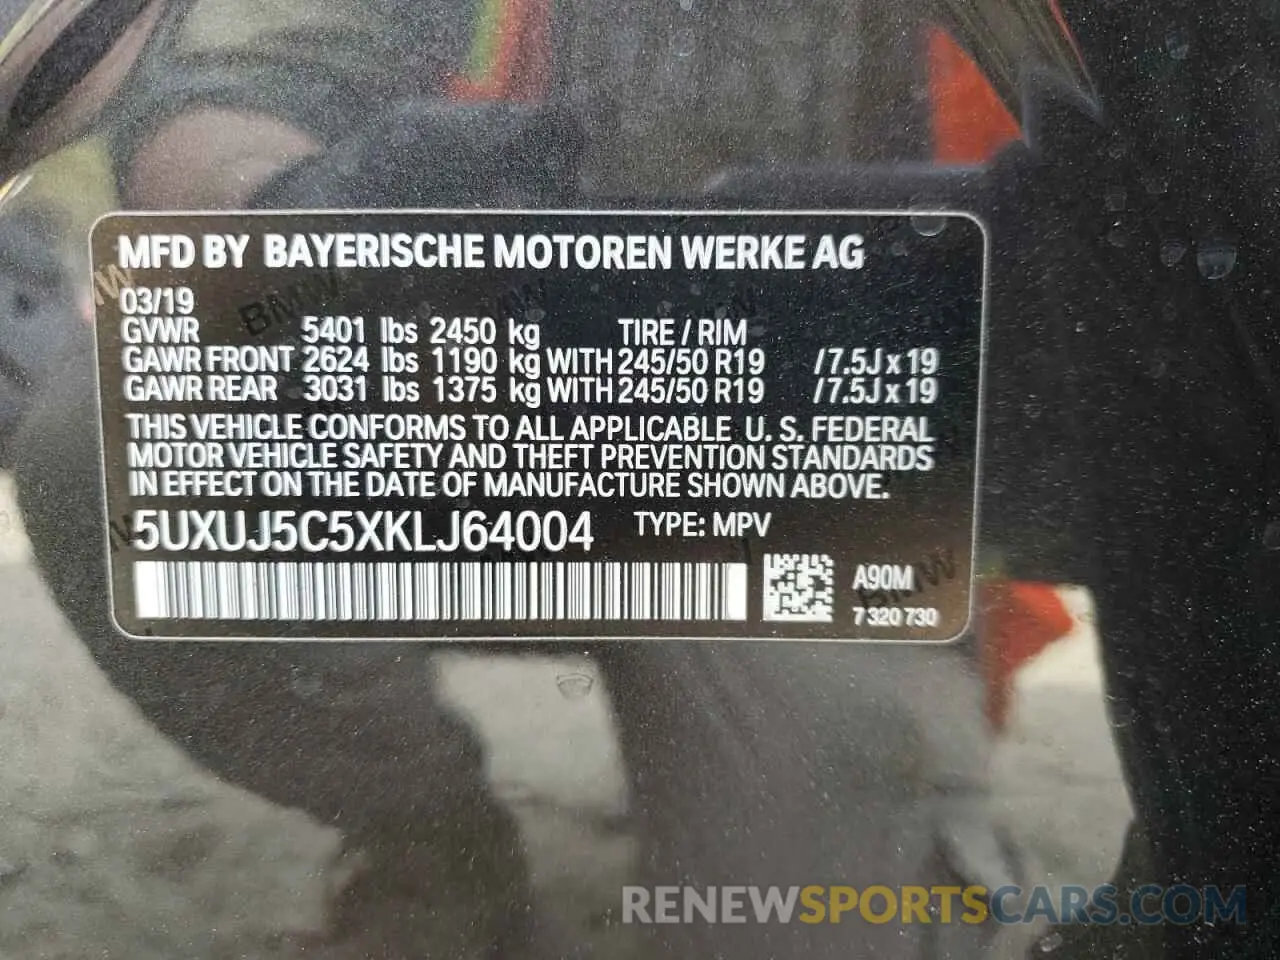 MFD BY BAYERISCHE MOTOREN WERKE AG
03/19
GVWR 5401 lbs 2450 kg TIRE / RIM
GAWR FRONT 2624 lbs 1190 kg WITH 245/50 R19 /7.5J x 19
GAWR REAR 3031 lbs 1375 kg WITH 245/50 R19 /7.5J x 19
THIS VEHICLE CONFORMS TO ALL APPLICABLE U. S. FEDERAL
MOTOR VEHICLE SAFETY AND THEFT PREVENTION STANDARDS
IN EFFECT ON THE DATE OF MANUFACTURE SHOWN ABOVE.
5UXUJ5C5XKLJ64004 TYPE: MPV
A90M
7 320 730
RENEWSPORTSCARS.COM